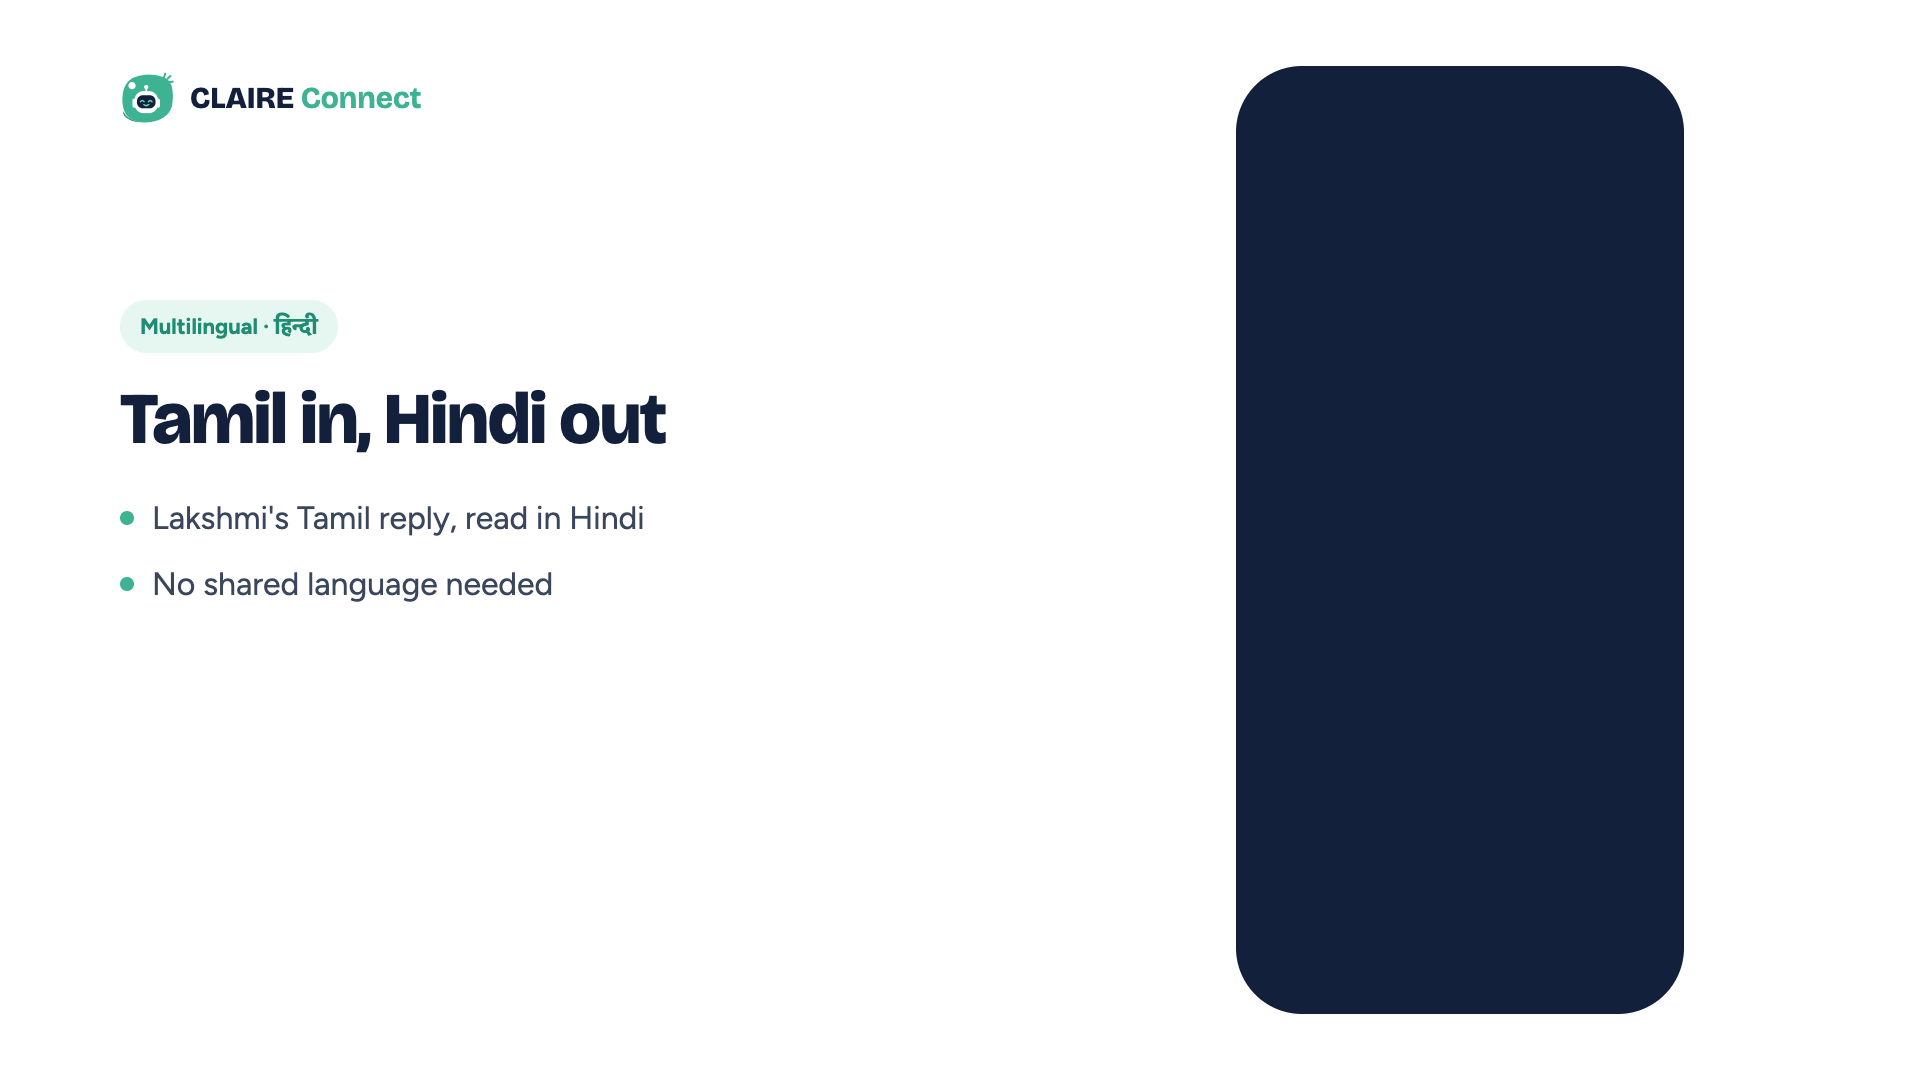 CLAIRE Connect
Multilingual · हिन्दी
Tamil in, Hindi out
Lakshmi's Tamil reply, read in Hindi
No shared language needed